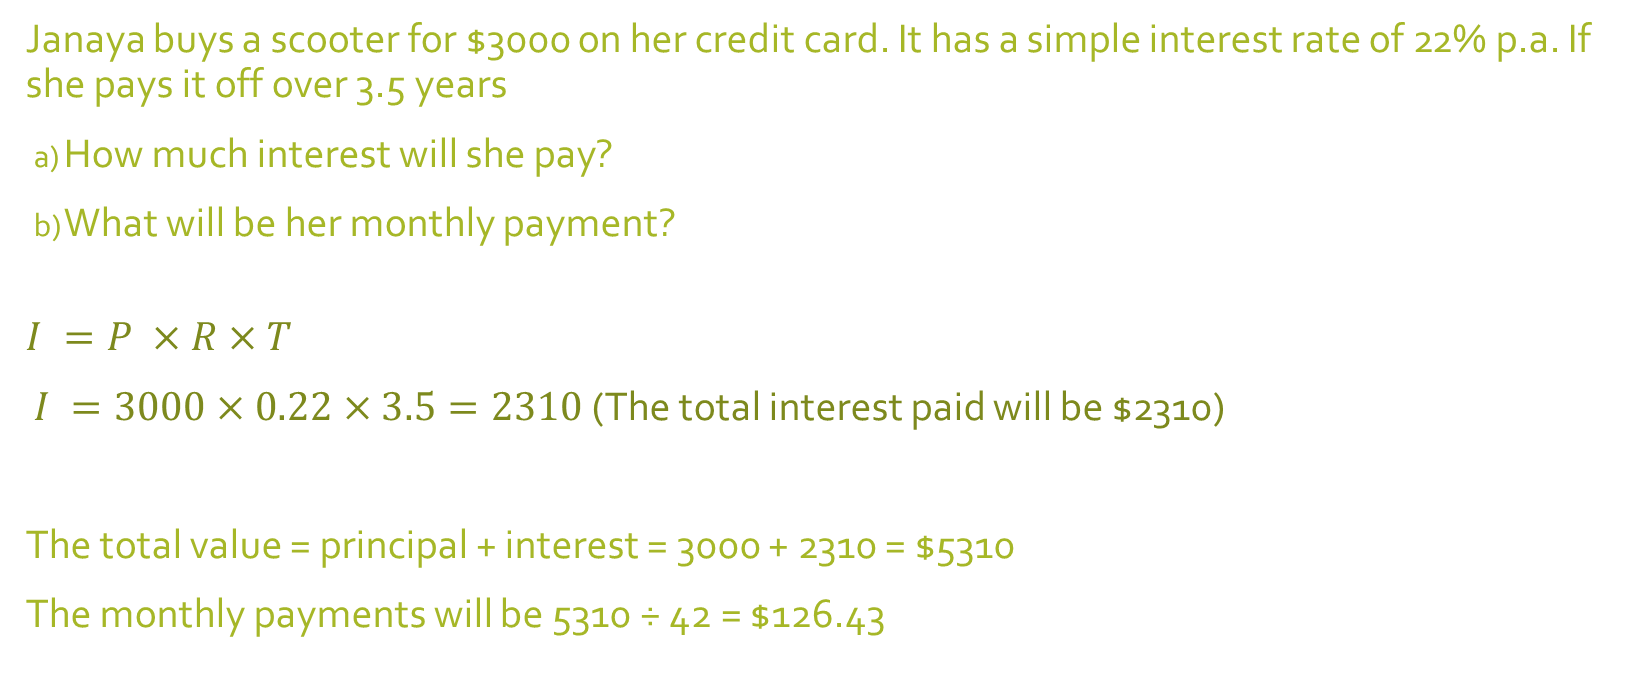 Janaya buys a scooter for $3000 on her credit card. It has a simple interest rate of 22% p.a. If
she pays it off over 3.5 years
a) How much interest will she pay?
b) What will be her monthly payment?
I = P × R × T
I = 3000 × 0.22 × 3.5 = 2310 (The total interest paid will be $2310)
The total value = principal + interest = 3000 + 2310 = $5310
The monthly payments will be 5310 ÷ 42 = $126.43